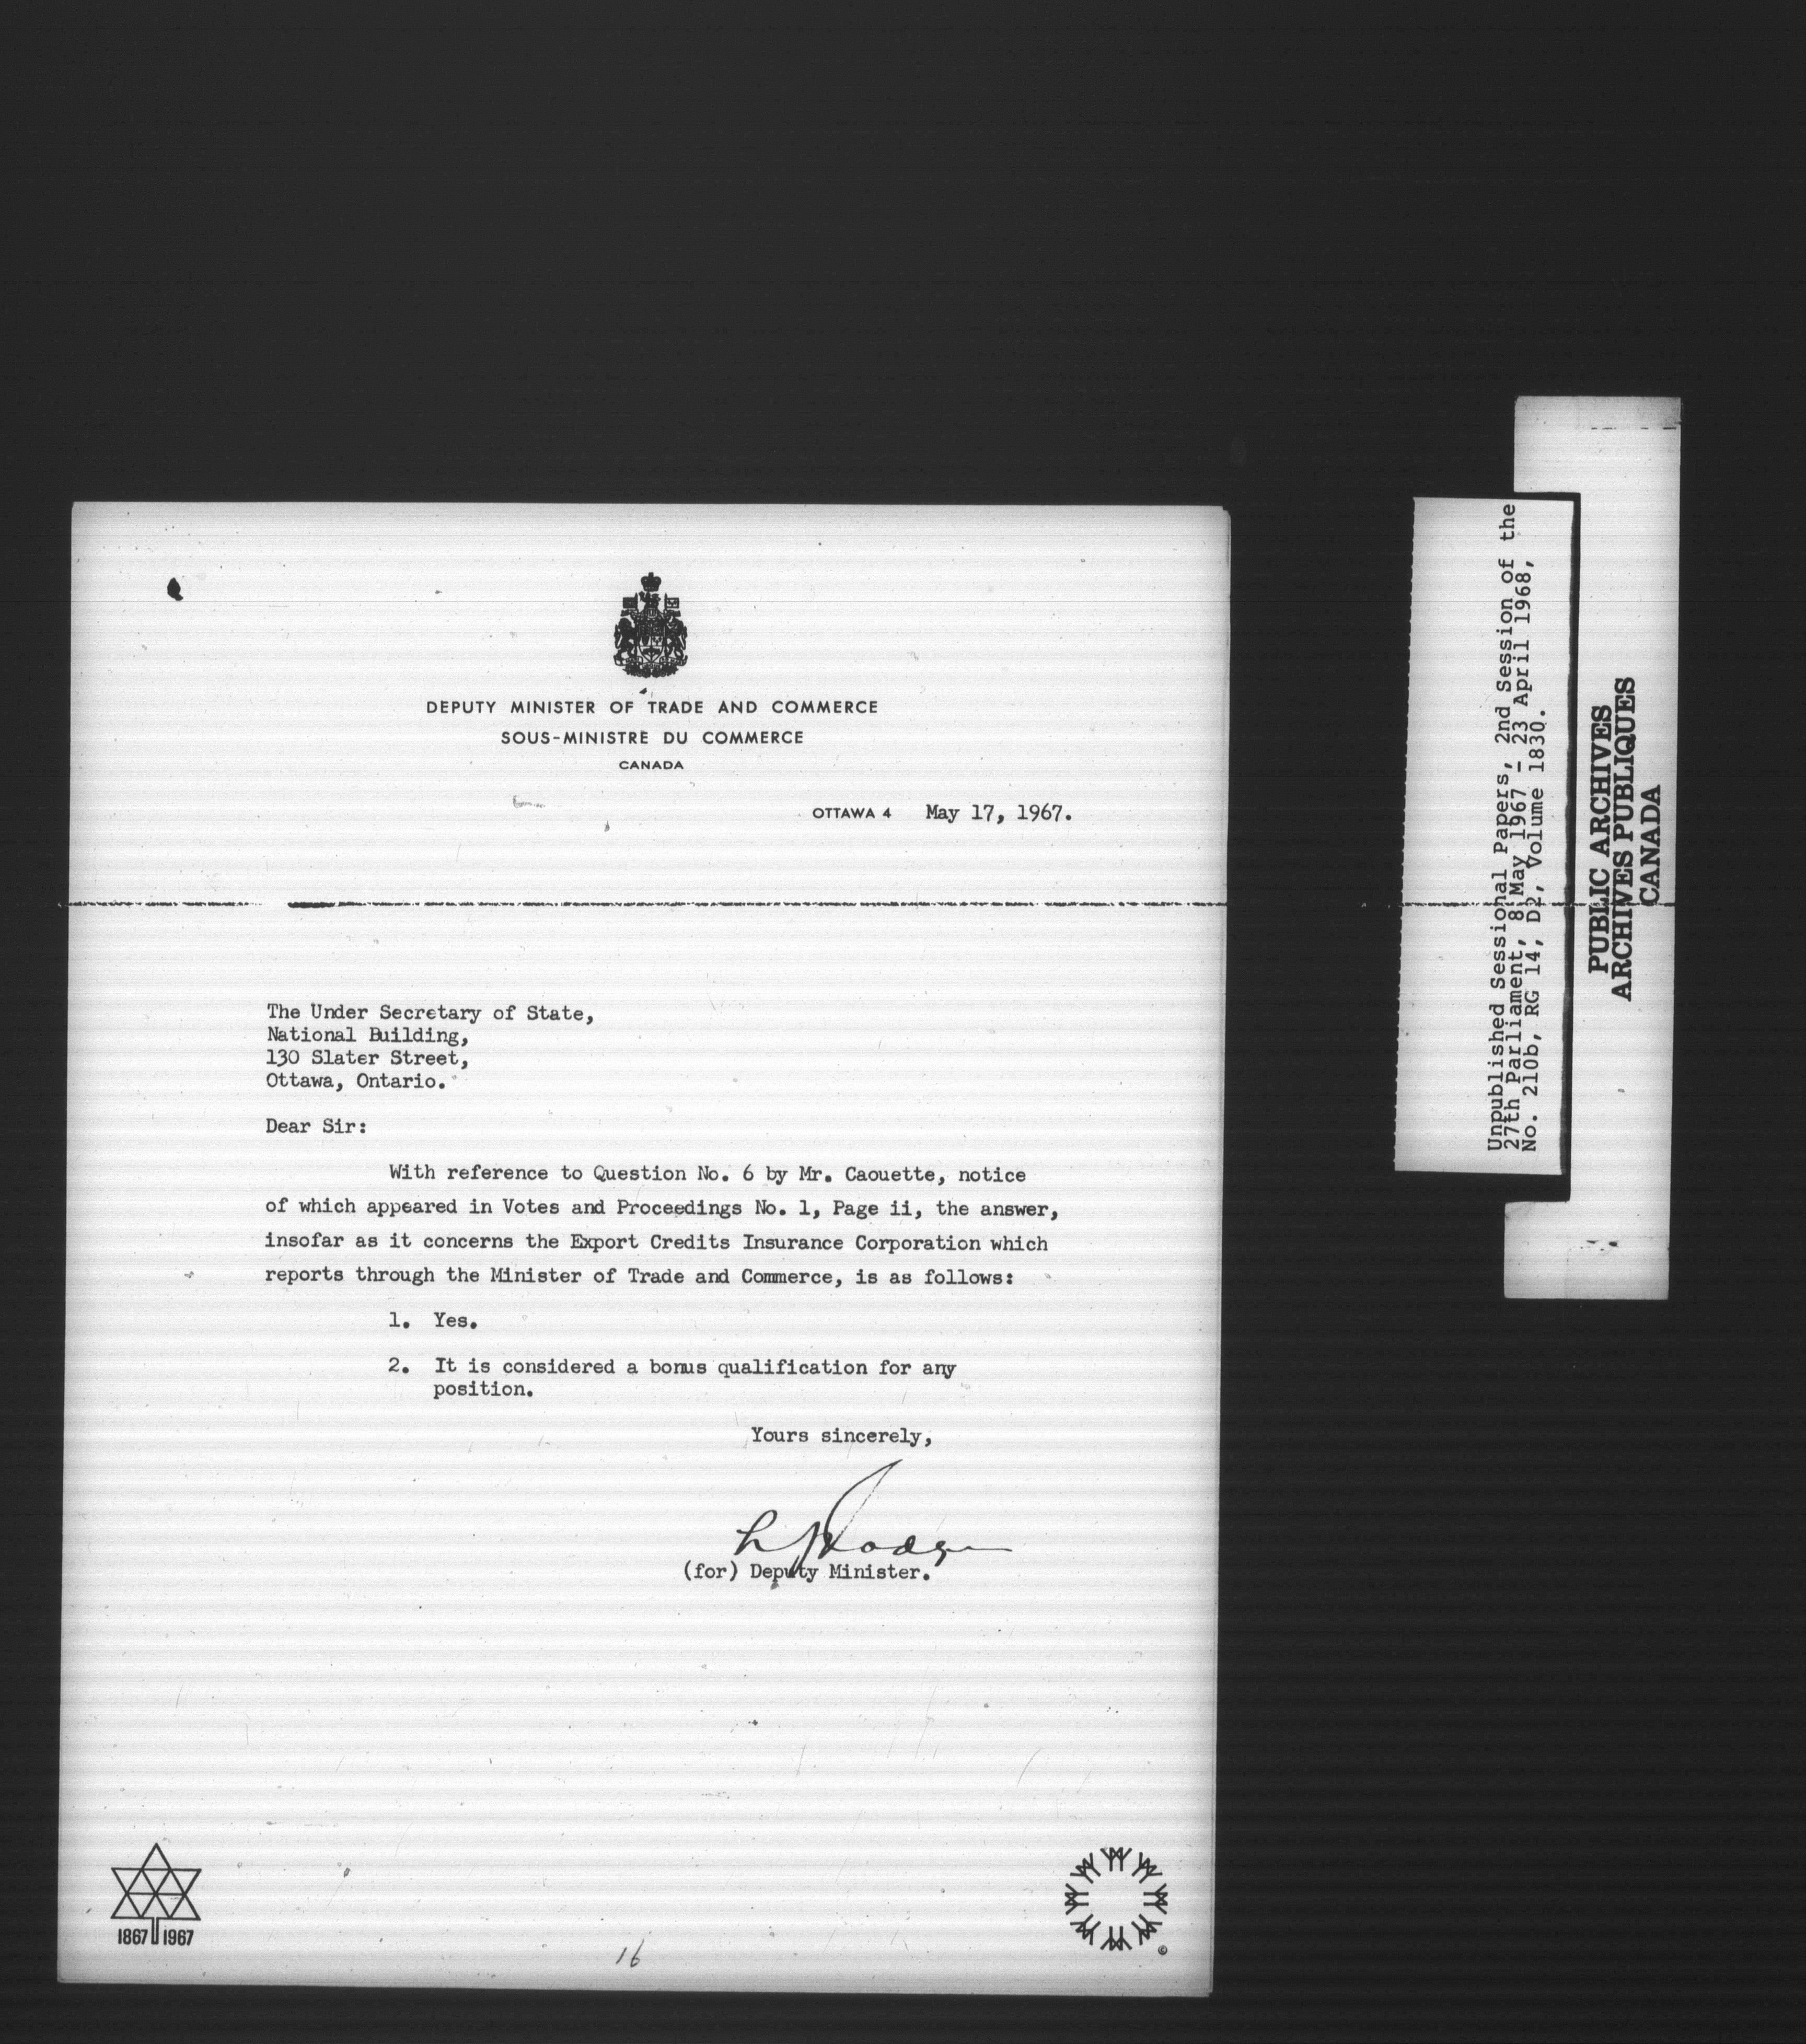 DEPUTY MINISTER OF TRADE AND COMMERCE
SOUS-MINISTRE DU COMMERCE
CANADA
OTTAWA 4 May 17, 1967.
The Under Secretary of State,
National Building,
130 Slater Street,
Ottawa, Ontario.
Dear Sir:
With reference to Question No. 6 by Mr. Caouette, notice
of which appeared in Votes and Proceedings No. 1, Page ii, the answer,
insofar as it concerns the Export Credits Insurance Corporation which
reports through the Minister of Trade and Commerce, is as follows:
1. Yes.
2. It is considered a bonus qualification for any
position.
Yours sincerely,
(for) Deputy Minister.
1867 1967
16
©
Unpublished Sessional Papers, 2nd Session of the
27th Parliament, 8 May 1967 - 23 April 1968,
No. 210b, RG 14, D2, Volume 1830.
PUBLIC ARCHIVES
ARCHIVES PUBLIQUES
CANADA